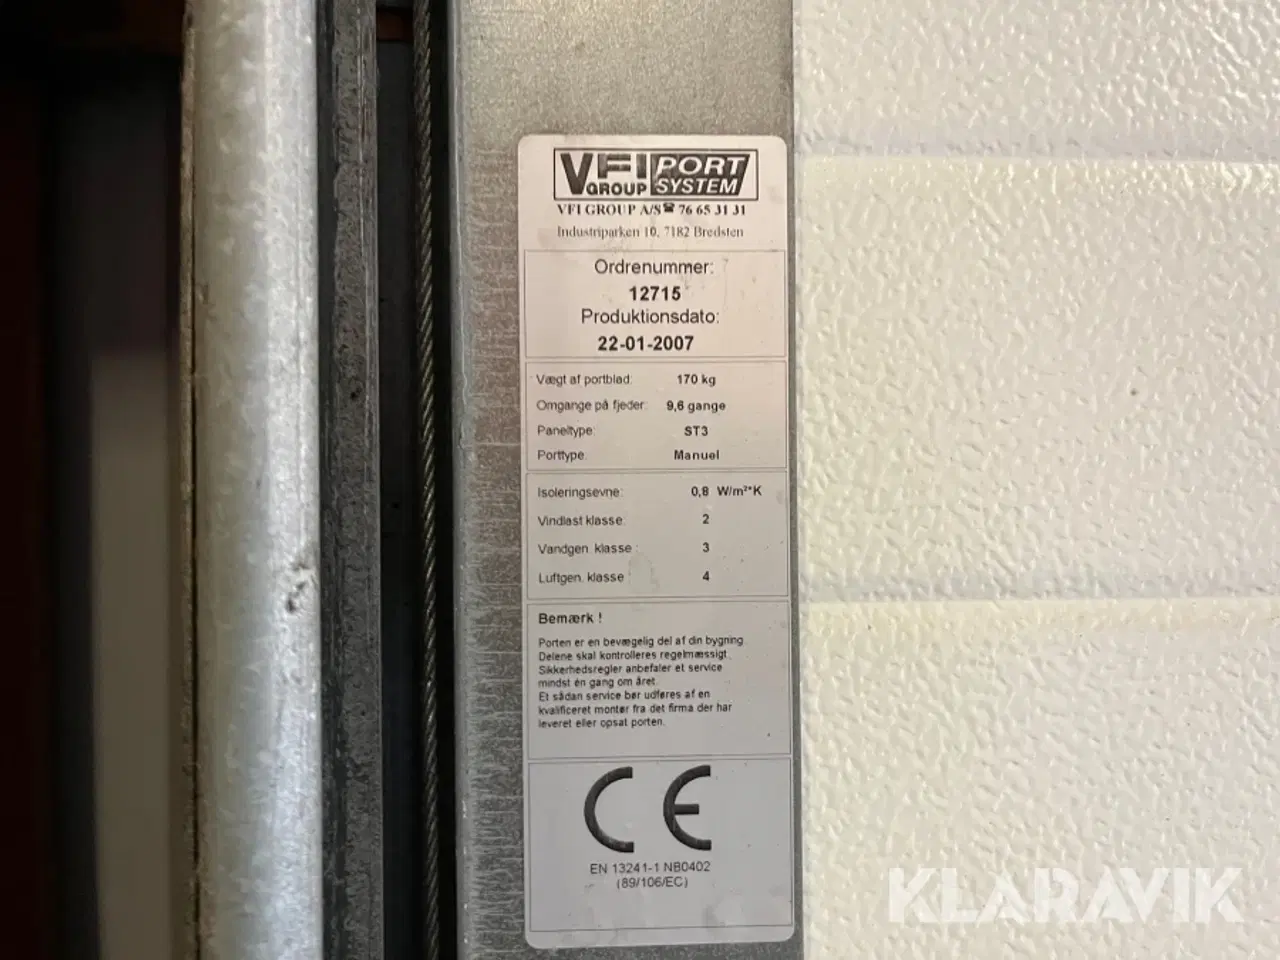 VFI GROUP PORT SYSTEM
VFI GROUP A/S ☎ 76 65 31 31
Industriparken 10, 7182 Bredsten
Ordrenummer:
12715
Produktionsdato:
22-01-2007
Vægt af portblad: 170 kg
Omgange på fjeder: 9,6 gange
Paneltype: ST3
Porttype: Manuel
Isoleringsevne: 0,8 W/m²*K
Vindlast klasse: 2
Vandgen. klasse : 3
Luftgen. klasse : 4
Bemærk !
Porten er en bevægelig del af din bygning.
Delene skal kontrolleres regelmæssigt.
Sikkerhedsregler anbefaler et service
mindst én gang om året.
Et sådan service bør udføres af en
kvalificeret montør fra det firma der har
leveret eller opsat porten.
CE
EN 13241-1 NB0402
(89/106/EC)
KLARAVIK